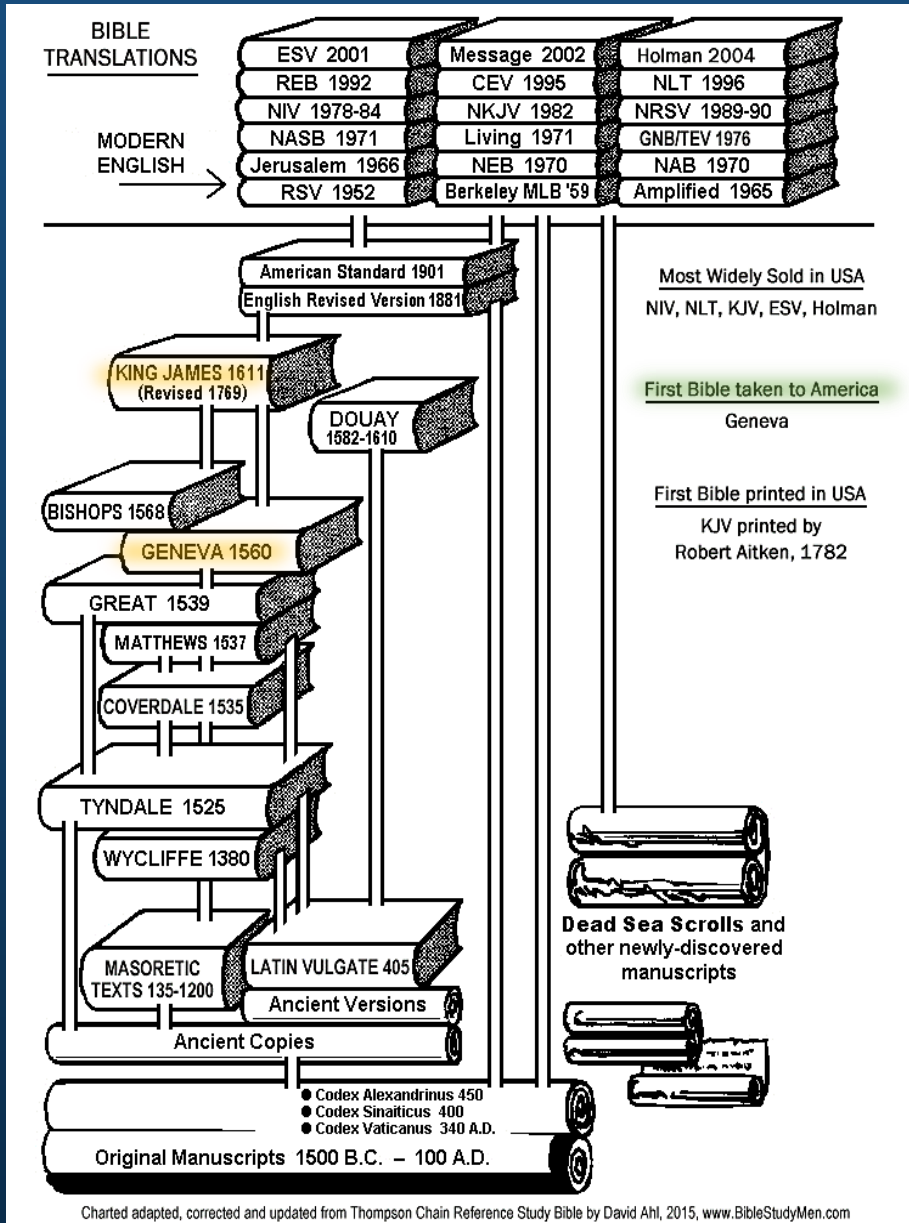 BIBLE
TRANSLATIONS
ESV 2001
Message 2002
Holman 2004
REB 1992
CEV 1995
NLT 1996
NIV 1978-84
NKJV 1982
NRSV 1989-90
NASB 1971
Living 1971
GNB/TEV 1976
Jerusalem 1966
NEB 1970
NAB 1970
RSV 1952
Berkeley MLB '59
Amplified 1965
MODERN
ENGLISH
American Standard 1901
English Revised Version 1881
Most Widely Sold in USA
NIV, NLT, KJV, ESV, Holman
KING JAMES 1611
(Revised 1769)
DOUAY
1582-1610
First Bible taken to America
Geneva
BISHOPS 1568
GENEVA 1560
First Bible printed in USA
KJV printed by
Robert Aitken, 1782
GREAT 1539
MATTHEWS 1537
COVERDALE 1535
TYNDALE 1525
WYCLIFFE 1380
MASORETIC
TEXTS 135-1200
LATIN VULGATE 405
Ancient Versions
Ancient Copies
Dead Sea Scrolls and
other newly-discovered
manuscripts
● Codex Alexandrinus 450
● Codex Sinaiticus 400
● Codex Vaticanus 340 A.D.
Original Manuscripts 1500 B.C. – 100 A.D.
Charted adapted, corrected and updated from Thompson Chain Reference Study Bible by David Ahl, 2015, www.BibleStudyMen.com